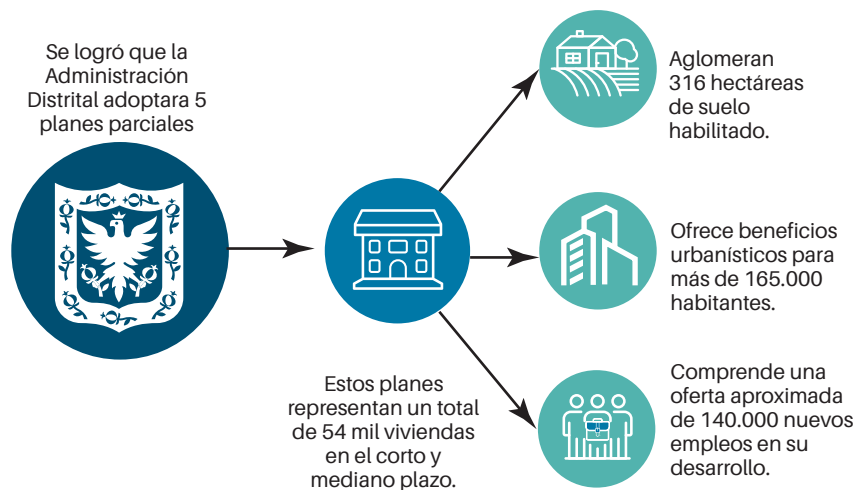 Se logró que la
Administración
Distrital adoptara 5
planes parciales
Estos planes
representan un total
de 54 mil viviendas
en el corto y
mediano plazo.
Aglomeran
316 hectáreas
de suelo
habilitado.
Ofrece beneficios
urbanísticos para
más de 165.000
habitantes.
Comprende una
oferta aproximada
de 140.000 nuevos
empleos en su
desarrollo.